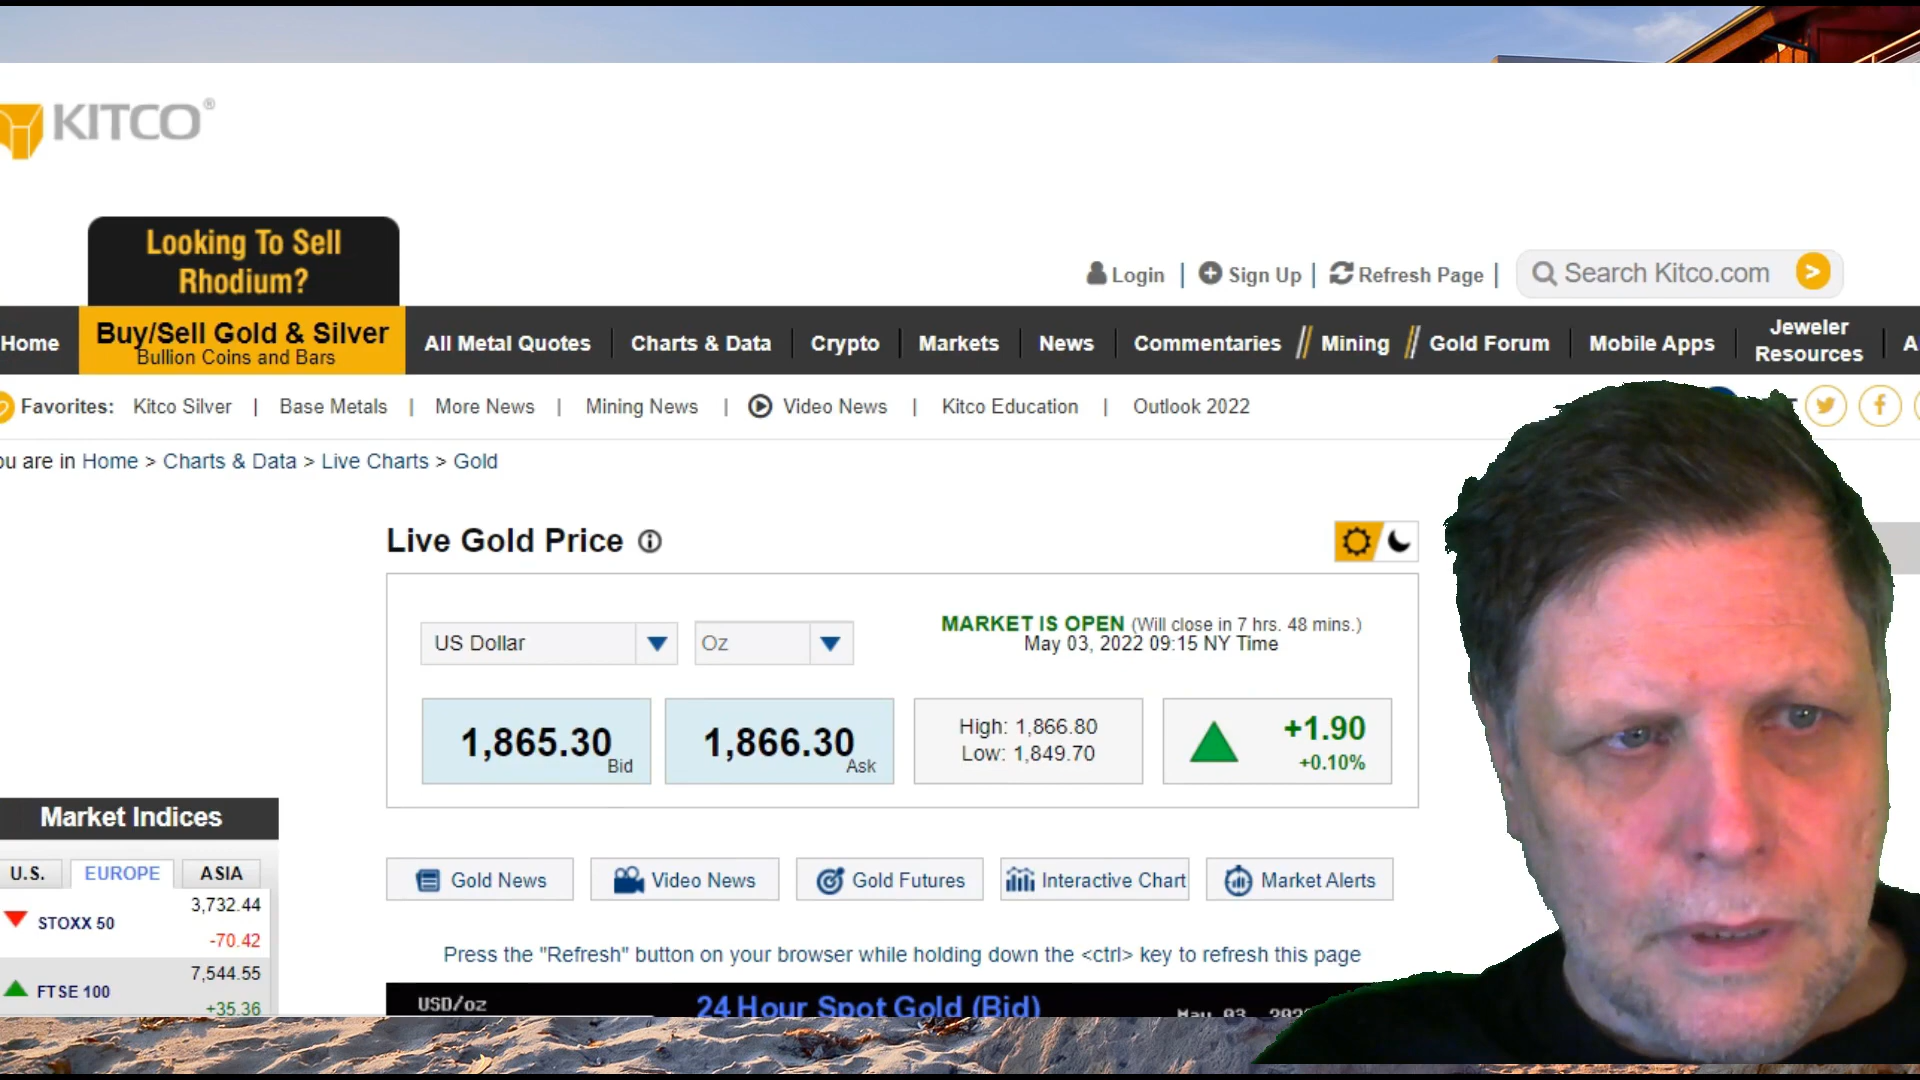 KITCO®
Looking To Sell
Rhodium?
Login | Sign Up | Refresh Page |
Search Kitco.com >
Home
Buy/Sell Gold & Silver
Bullion Coins and Bars
All Metal Quotes
Charts & Data
Crypto
Markets
News
Commentaries
Mining
Gold Forum
Mobile Apps
Jeweler
Resources
A
Favorites: Kitco Silver | Base Metals | More News | Mining News | Video News | Kitco Education | Outlook 2022
ou are in Home > Charts & Data > Live Charts > Gold
Live Gold Price
MARKET IS OPEN (Will close in 7 hrs. 48 mins.)
May 03, 2022 09:15 NY Time
US Dollar
Oz
1,865.30
Bid
1,866.30
Ask
High: 1,866.80
Low: 1,849.70
+1.90
+0.10%
Market Indices
U.S. EUROPE ASIA
STOXX 50
3,732.44
-70.42
FTSE 100
7,544.55
+35.36
Gold News
Video News
Gold Futures
Interactive Chart
Market Alerts
Press the "Refresh" button on your browser while holding down the <ctrl> key to refresh this page
USD/oz
24 Hour Spot Gold (Bid)
May 03, 202